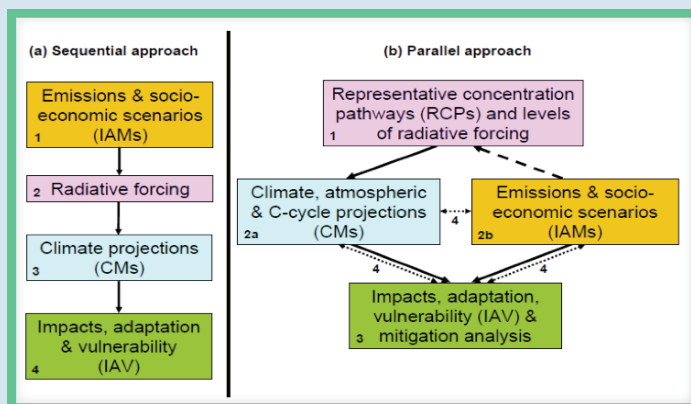 (a) Sequential approach
Emissions & socio-
economic scenarios
1 (IAMs)
2 Radiative forcing
Climate projections
3 (CMs)
Impacts, adaptation
& vulnerability
4 (IAV)
(b) Parallel approach
Representative concentration
pathways (RCPs) and levels
1 of radiative forcing
Climate, atmospheric
& C-cycle projections
2a (CMs)
4
Emissions & socio-
economic scenarios
2b (IAMs)
4
4
Impacts, adaptation,
vulnerability (IAV) &
3 mitigation analysis